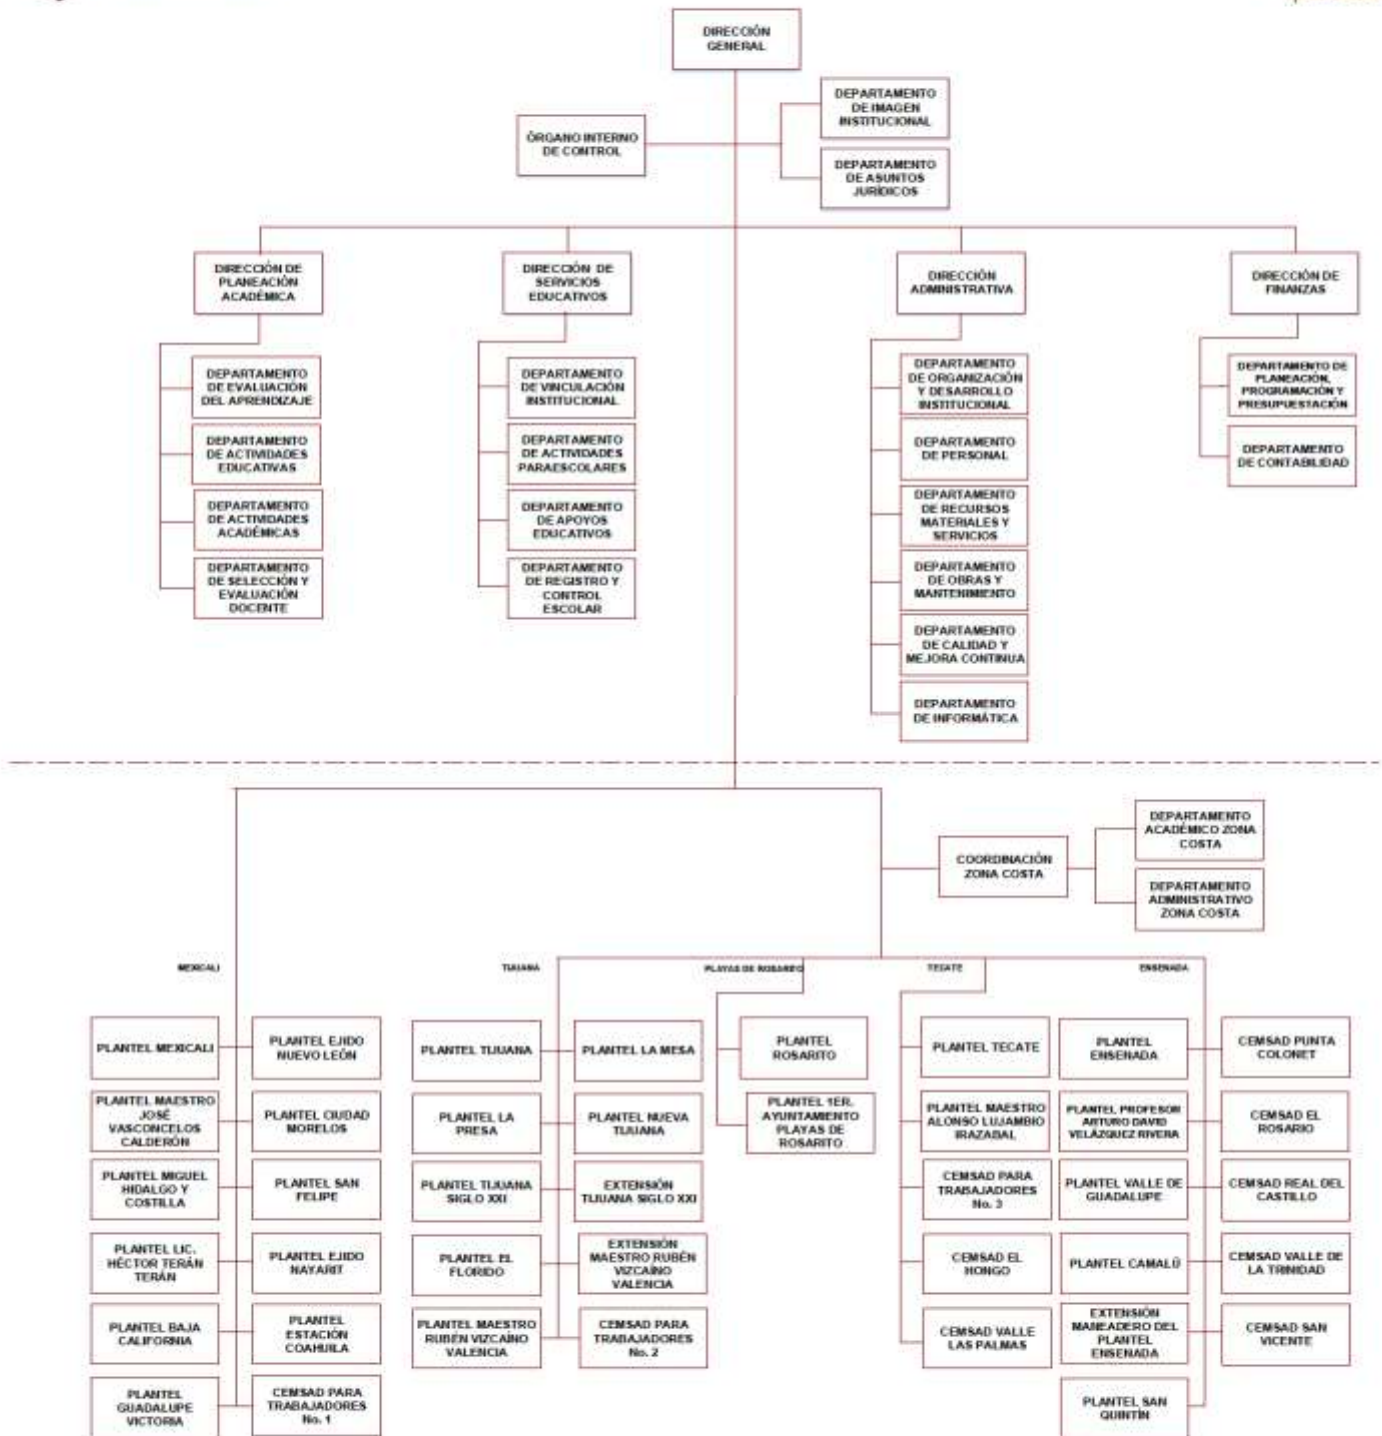 DIRECCIÓN
GENERAL
DEPARTAMENTO
DE IMAGEN
INSTITUCIONAL
ÓRGANO INTERNO
DE CONTROL
DEPARTAMENTO
DE ASUNTOS
JURÍDICOS
DIRECCIÓN DE
PLANEACIÓN
ACADÉMICA
DIRECCIÓN DE
SERVICIOS
EDUCATIVOS
DIRECCIÓN
ADMINISTRATIVA
DIRECCIÓN DE
FINANZAS
DEPARTAMENTO
DE EVALUACIÓN
DEL APRENDIZAJE
DEPARTAMENTO
DE ACTIVIDADES
EDUCATIVAS
DEPARTAMENTO
DE ACTIVIDADES
ACADÉMICAS
DEPARTAMENTO
DE SELECCIÓN Y
EVALUACIÓN
DOCENTE
DEPARTAMENTO
DE VINCULACIÓN
INSTITUCIONAL
DEPARTAMENTO
DE ACTIVIDADES
PARAESCOLARES
DEPARTAMENTO
DE APOYOS
EDUCATIVOS
DEPARTAMENTO
DE REGISTRO Y
CONTROL
ESCOLAR
DEPARTAMENTO
DE ORGANIZACIÓN
Y DESARROLLO
INSTITUCIONAL
DEPARTAMENTO
DE PERSONAL
DEPARTAMENTO
DE RECURSOS
MATERIALES Y
SERVICIOS
DEPARTAMENTO
DE OBRAS Y
MANTENIMIENTO
DEPARTAMENTO
DE CALIDAD Y
MEJORA CONTINUA
DEPARTAMENTO
DE INFORMÁTICA
DEPARTAMENTO DE
PLANEACIÓN,
PROGRAMACIÓN Y
PRESUPUESTACIÓN
DEPARTAMENTO
DE CONTABILIDAD
COORDINACIÓN
ZONA COSTA
DEPARTAMENTO
ACADÉMICO ZONA
COSTA
DEPARTAMENTO
ADMINISTRATIVO
ZONA COSTA
MEXICALI
PLANTEL MEXICALI
PLANTEL EJIDO
NUEVO LEÓN
PLANTEL MAESTRO
JOSÉ
VASCONCELOS
CALDERÓN
PLANTEL CIUDAD
MORELOS
PLANTEL MIGUEL
HIDALGO Y
COSTILLA
PLANTEL SAN
FELIPE
PLANTEL LIC.
HÉCTOR TERÁN
TERÁN
PLANTEL EJIDO
NAYARIT
PLANTEL BAJA
CALIFORNIA
PLANTEL
ESTACIÓN
COAHUILA
PLANTEL
GUADALUPE
VICTORIA
CEMSAD PARA
TRABAJADORES
No. 1
TIJUANA
PLANTEL TIJUANA
PLANTEL LA MESA
PLANTEL LA
PRESA
PLANTEL NUEVA
TIJUANA
PLANTEL TIJUANA
SIGLO XXI
EXTENSIÓN
TIJUANA SIGLO XXI
PLANTEL EL
FLORIDO
EXTENSIÓN
MAESTRO RUBÉN
VIZCAÍNO
VALENCIA
PLANTEL MAESTRO
RUBÉN VIZCAÍNO
VALENCIA
CEMSAD PARA
TRABAJADORES
No. 2
PLAYAS DE ROSARITO
PLANTEL
ROSARITO
PLANTEL 1ER.
AYUNTAMIENTO
PLAYAS DE
ROSARITO
TECATE
PLANTEL TECATE
PLANTEL MAESTRO
ALONSO LUJAMBIO
IRAZABAL
CEMSAD PARA
TRABAJADORES
No. 3
CEMSAD EL
HONGO
CEMSAD VALLE
LAS PALMAS
ENSENADA
PLANTEL
ENSENADA
CEMSAD PUNTA
COLONET
PLANTEL PROFESOR
ARTURO DAVID
VELÁZQUEZ RIVERA
CEMSAD EL
ROSARIO
PLANTEL VALLE DE
GUADALUPE
CEMSAD REAL DEL
CASTILLO
PLANTEL CAMALÚ
CEMSAD VALLE DE
LA TRINIDAD
EXTENSIÓN
MANEADERO DEL
PLANTEL
ENSENADA
CEMSAD SAN
VICENTE
PLANTEL SAN
QUINTÍN